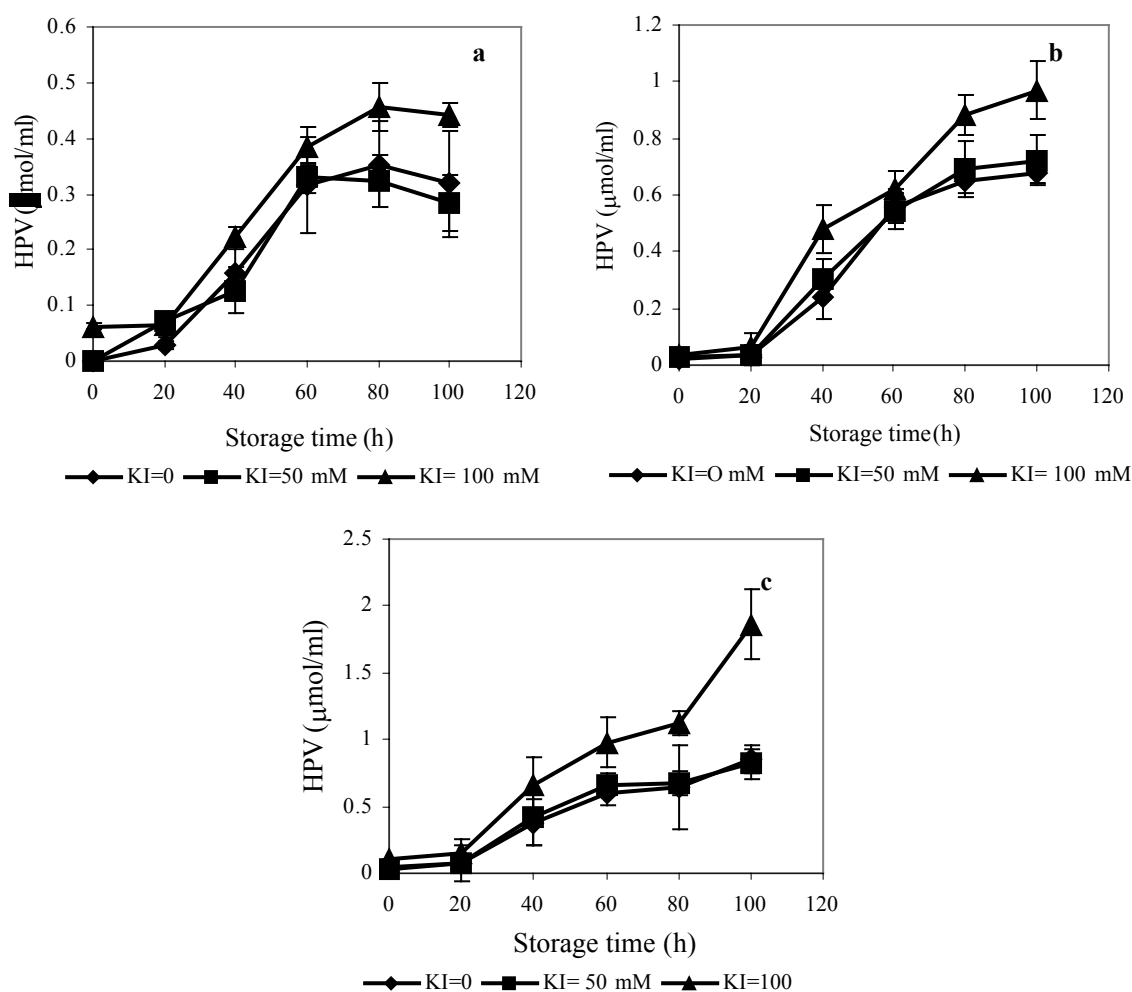 a
0.6
0.5
0.4
0.3
0.2
0.1
0
HPV ( mol/ml)
0 20 40 60 80 100 120
Storage time (h)
KI=0 KI=50 mM KI= 100 mM
b
1.2
1
0.8
0.6
0.4
0.2
0
HPV (μmol/ml)
0 20 40 60 80 100 120
Storage time(h)
KI=O mM KI=50 mM KI= 100 mM
c
2.5
2
1.5
1
0.5
0
HPV (μmol/ml)
0 20 40 60 80 100 120
Storage time (h)
KI=0 KI= 50 mM KI=100